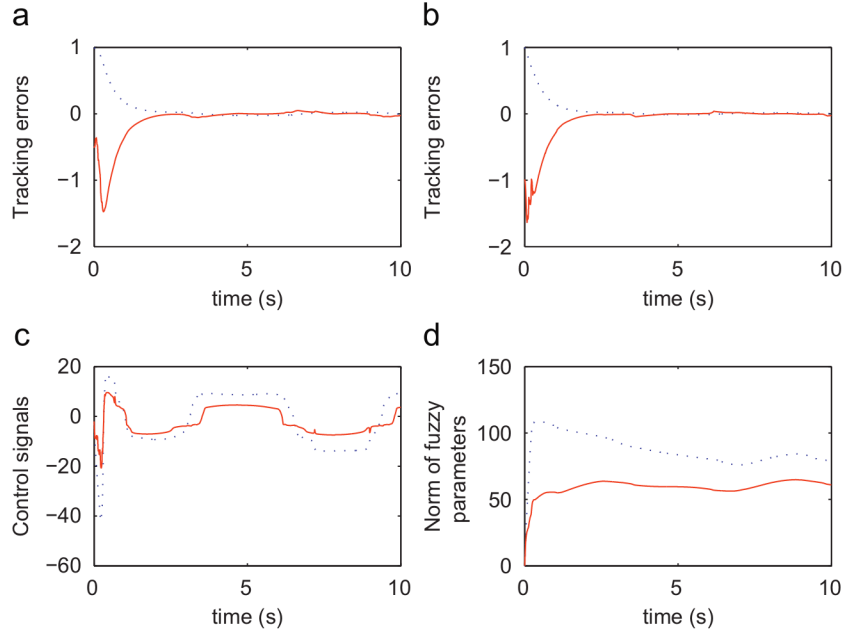 a
1
0
−1
−2
Tracking errors
0
5
10
time (s)
b
1
0
−1
−2
Tracking errors
0
5
10
time (s)
c
20
0
−20
−40
−60
Control signals
0
5
10
time (s)
d
150
100
50
0
Norm of fuzzy
parameters
0
5
10
time (s)